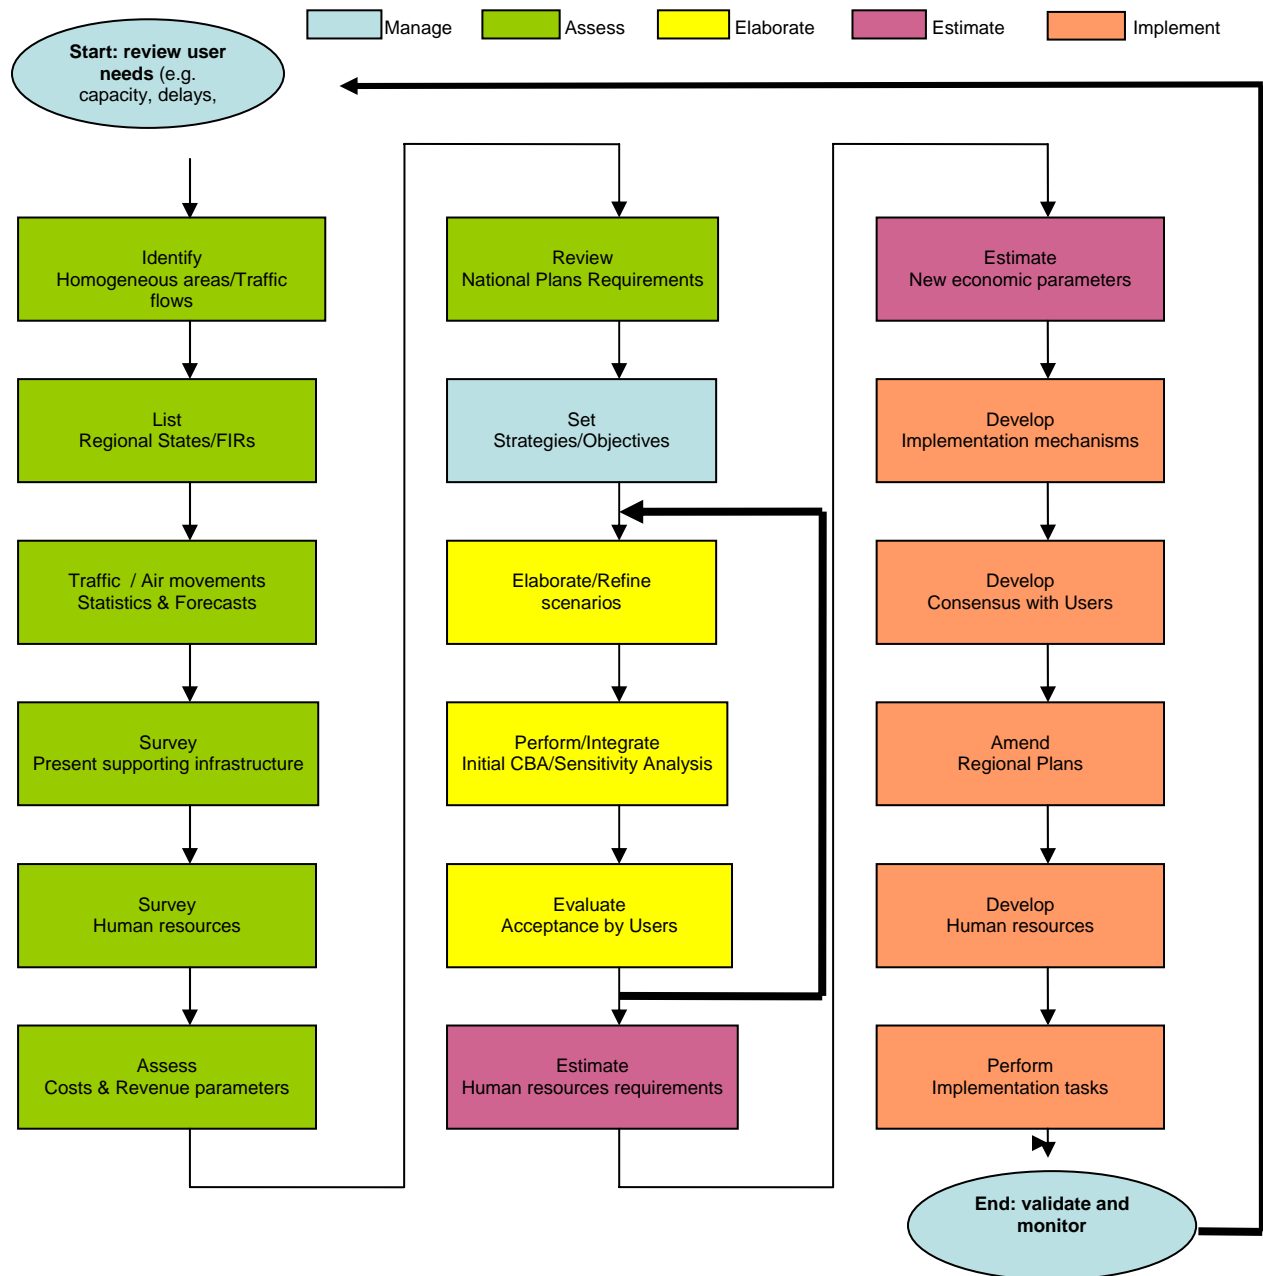 Manage
Assess
Elaborate
Estimate
Implement
Start: review user
needs (e.g.
capacity, delays,
Identify
Homogeneous areas/Traffic
flows
List
Regional States/FIRs
Traffic / Air movements
Statistics & Forecasts
Survey
Present supporting infrastructure
Survey
Human resources
Assess
Costs & Revenue parameters
Review
National Plans Requirements
Set
Strategies/Objectives
Elaborate/Refine
scenarios
Perform/Integrate
Initial CBA/Sensitivity Analysis
Evaluate
Acceptance by Users
Estimate
Human resources requirements
Estimate
New economic parameters
Develop
Implementation mechanisms
Develop
Consensus with Users
Amend
Regional Plans
Develop
Human resources
Perform
Implementation tasks
End: validate and
monitor